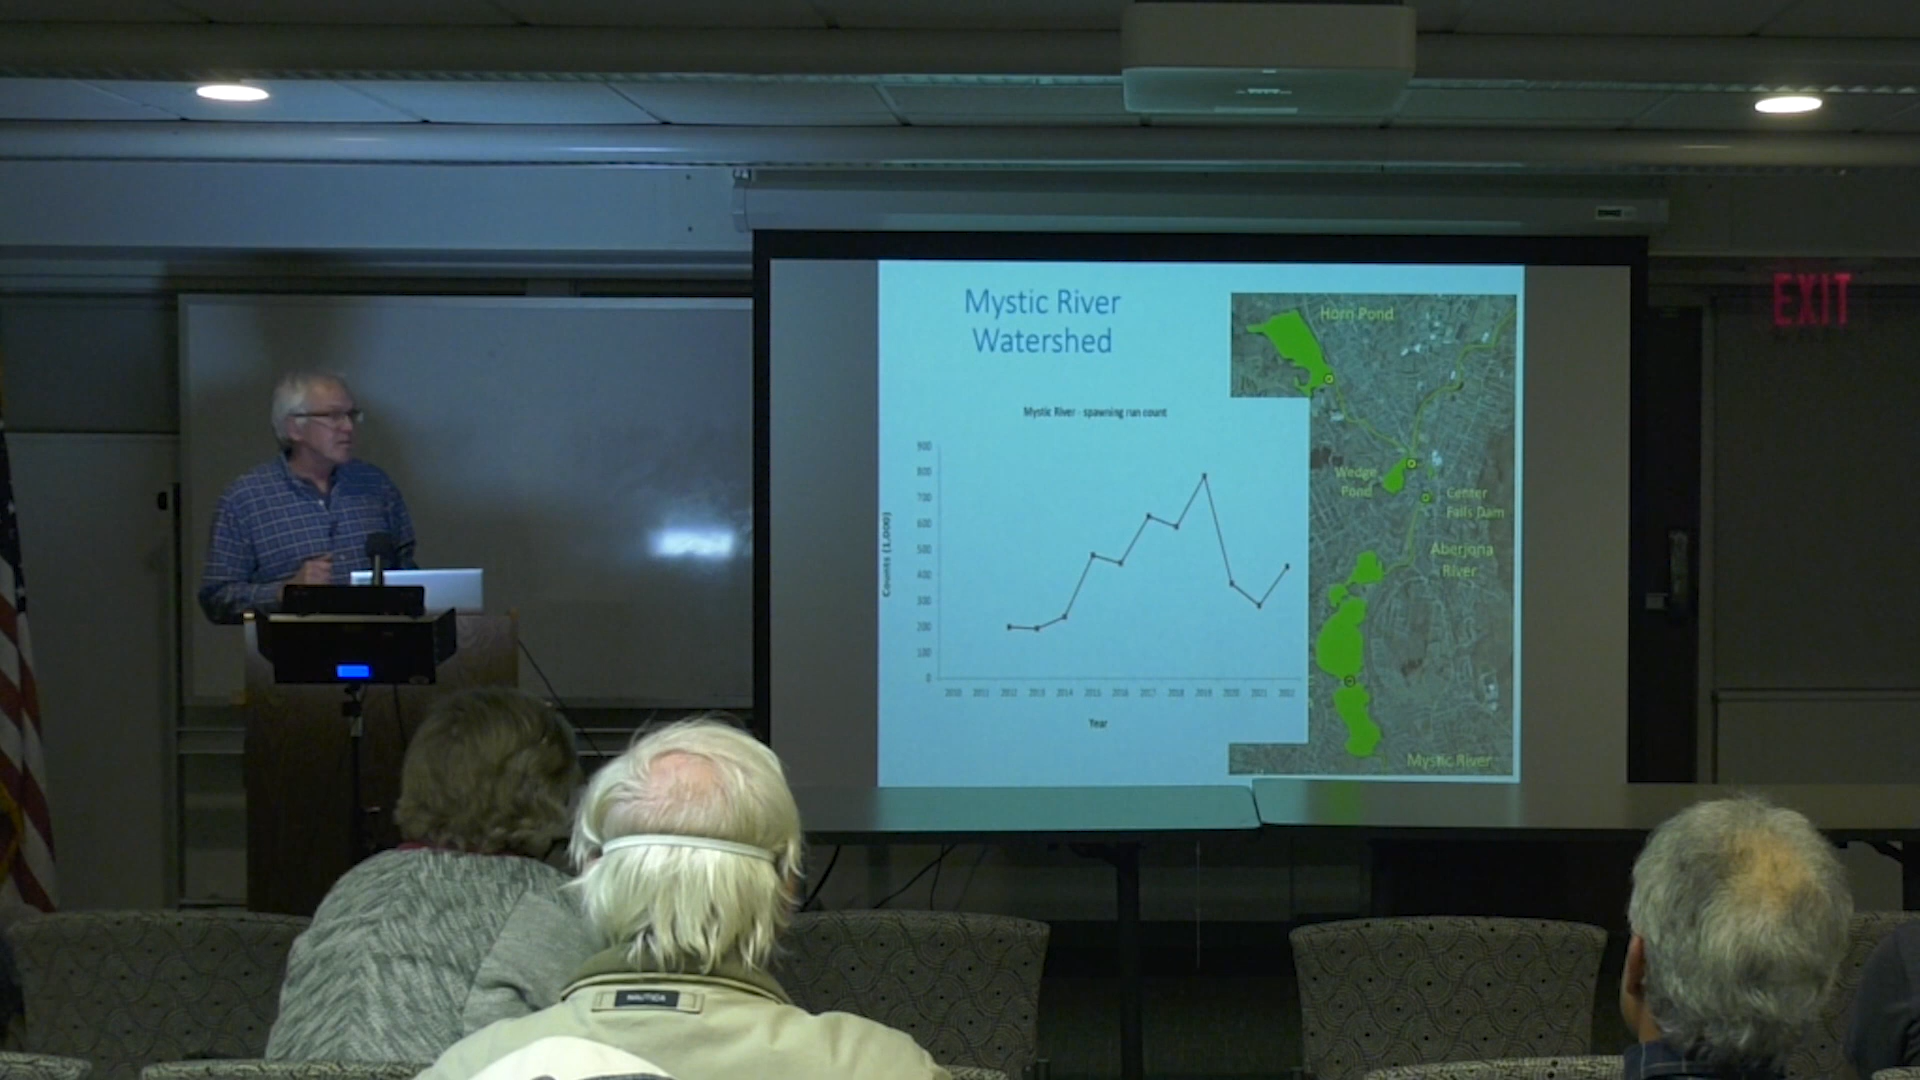 EXIT
Mystic River
Watershed
Mystic River - spawning run count
Counts (1,000)
900
800
700
600
500
400
300
200
100
0
2010 2011 2012 2013 2014 2015 2016 2017 2018 2019 2020 2021 2022
Year
Horn Pond
Wedge
Pond
Center
Falls Dam
Aberjona
River
Mystic River
NAUTICA